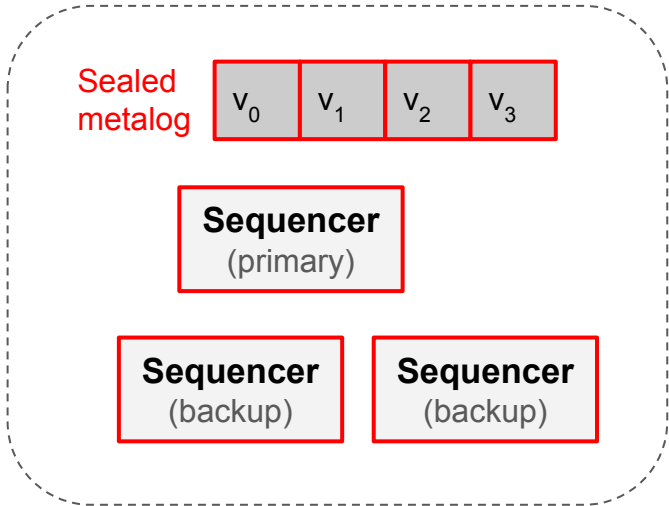 Sealed
metalog
v0 v1 v2 v3
Sequencer
(primary)
Sequencer
(backup)
Sequencer
(backup)